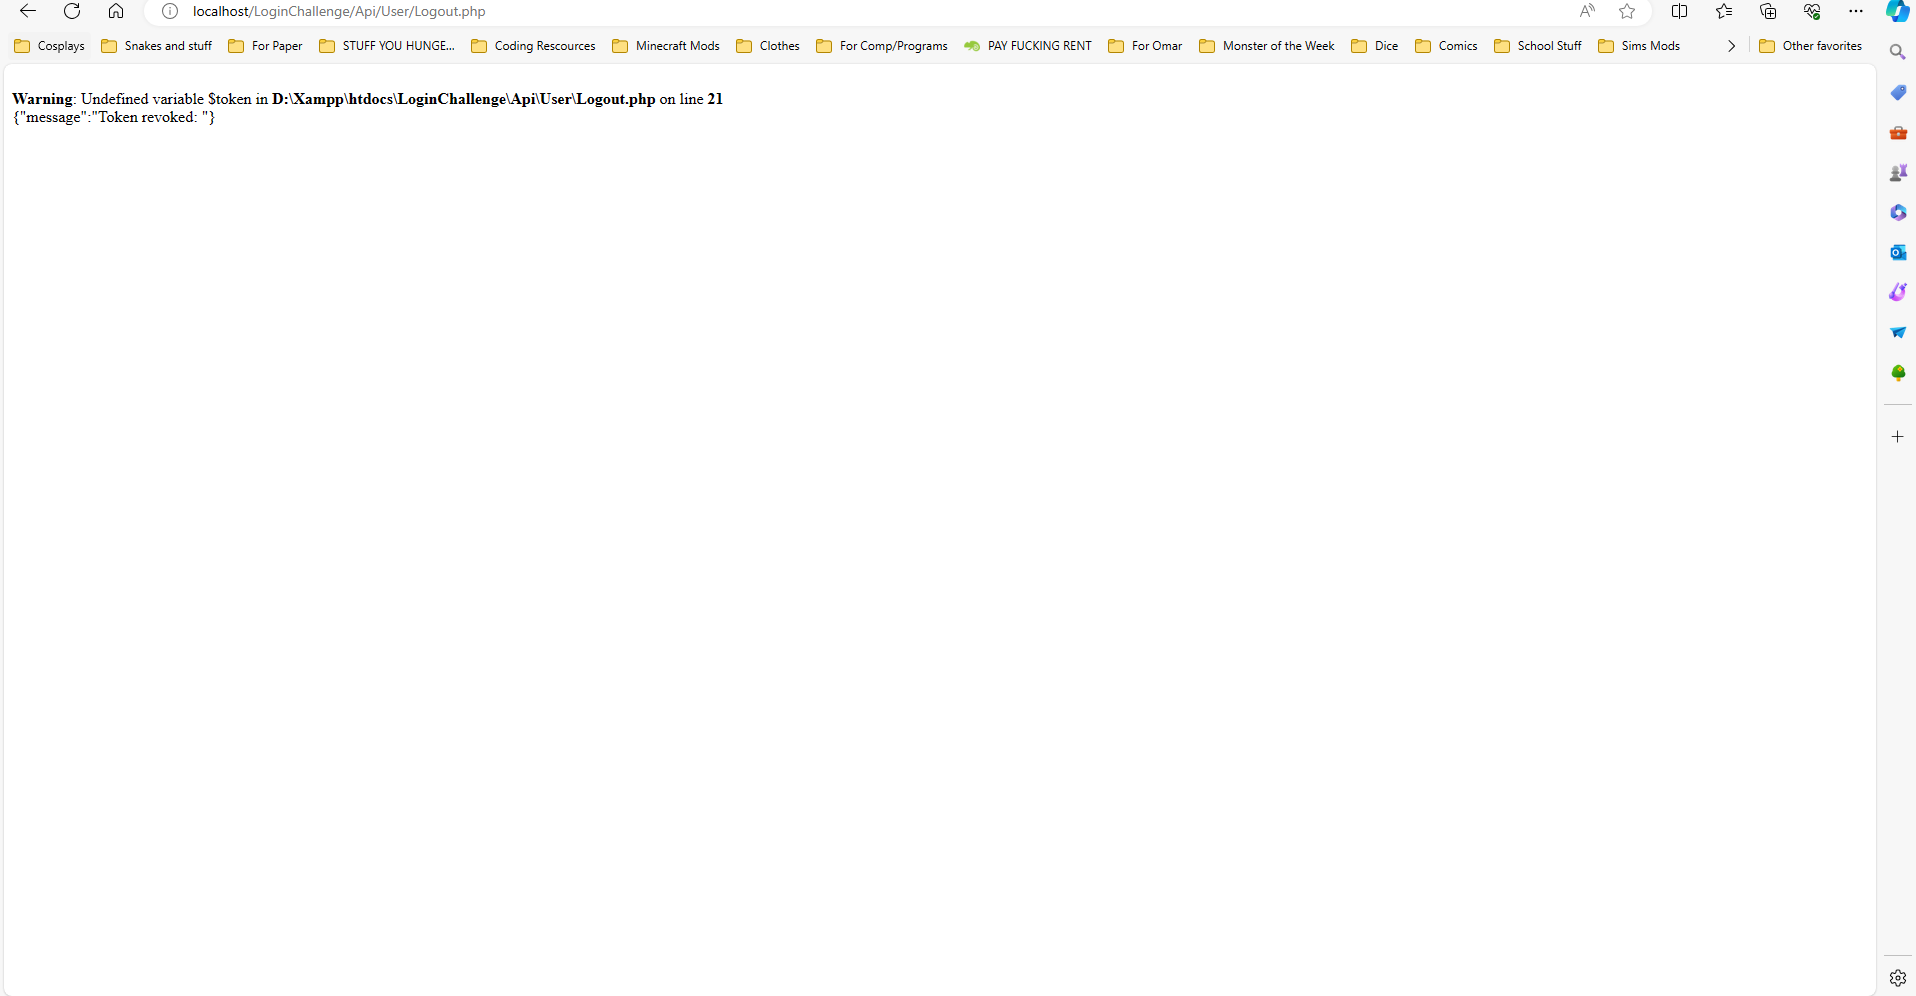 localhost/LoginChallenge/Api/User/Logout.php
Cosplays Snakes and stuff For Paper STUFF YOU HUNGE... Coding Rescources Minecraft Mods Clothes For Comp/Programs PAY FUCKING RENT For Omar Monster of the Week Dice Comics School Stuff Sims Mods Other favorites
Warning: Undefined variable $token in D:\Xampp\htdocs\LoginChallenge\Api\User\Logout.php on line 21
{"message":"Token revoked: "}